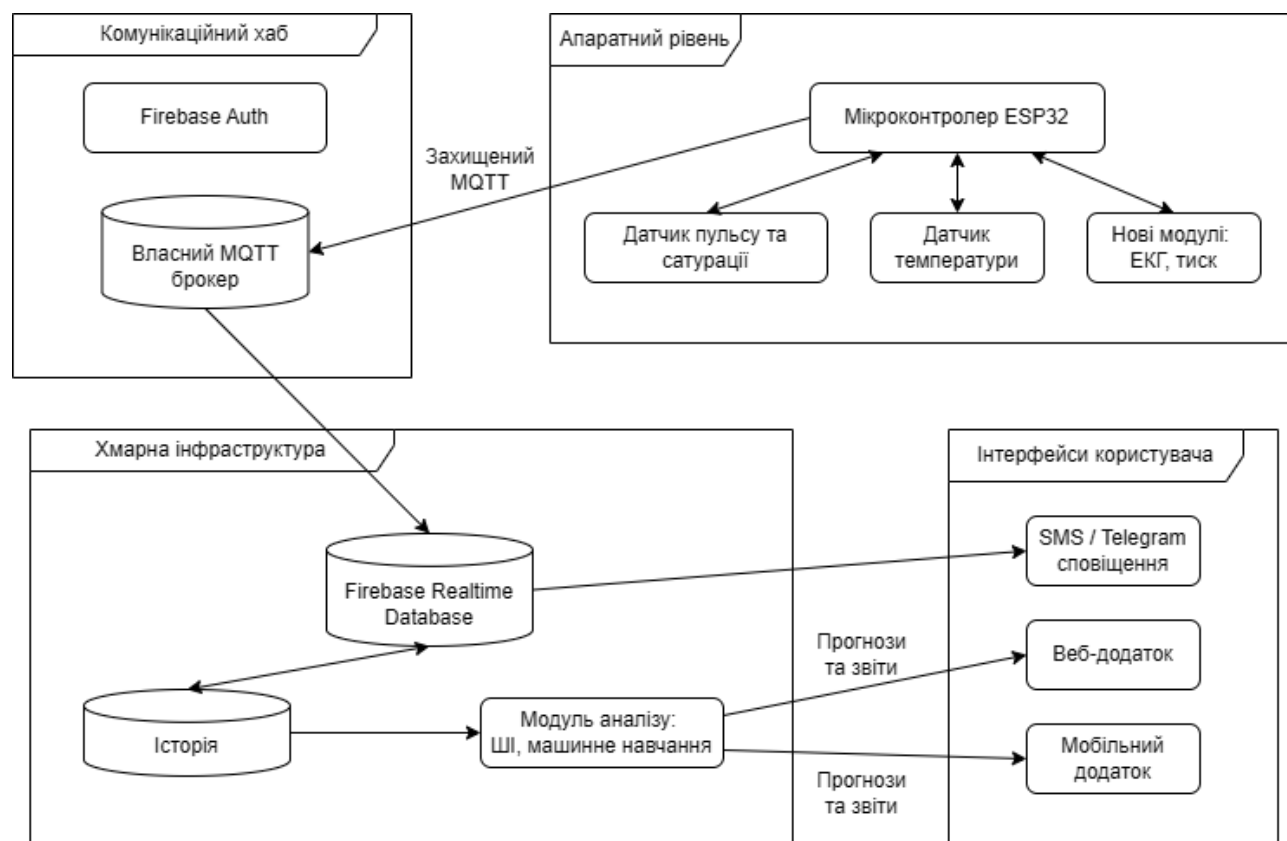 Комунікаційний хаб
Firebase Auth
Власний MQTT
брокер
Захищений
MQTT
Апаратний рівень
Мікроконтролер ESP32
Датчик пульсу та
сатурації
Датчик
температури
Нові модулі:
ЕКГ, тиск
Хмарна інфраструктура
Firebase Realtime
Database
Історія
Модуль аналізу:
ШІ, машинне навчання
Прогнози
та звіти
Прогнози
та звіти
Інтерфейси користувача
SMS / Telegram
сповіщення
Веб-додаток
Мобільний
додаток